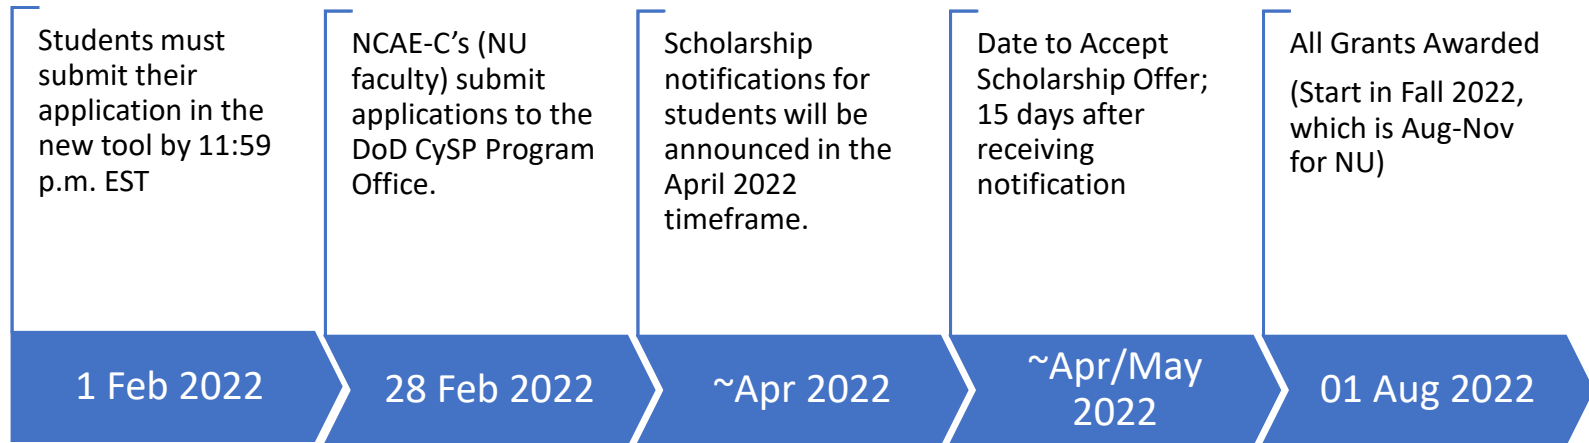 Students must
submit their
application in the
new tool by 11:59
p.m. EST
NCAE-C’s (NU
faculty) submit
applications to the
DoD CySP Program
Office.
Scholarship
notifications for
students will be
announced in the
April 2022
timeframe.
Date to Accept
Scholarship Offer;
15 days after
receiving
notification
All Grants Awarded
(Start in Fall 2022,
which is Aug-Nov
for NU)
1 Feb 2022
28 Feb 2022
~Apr 2022
~Apr/May
2022
01 Aug 2022